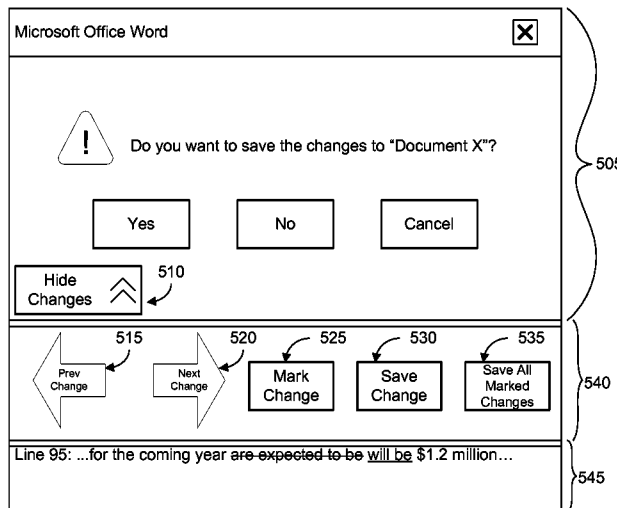 Microsoft Office Word
505
! Do you want to save the changes to “Document X”?
Yes No Cancel
Hide Changes 510
515 520 525 530 535
Prev Change Next Change Mark Change Save Change Save All Marked Changes
540
Line 95: ...for the coming year are expected to be will be $1.2 million…
545